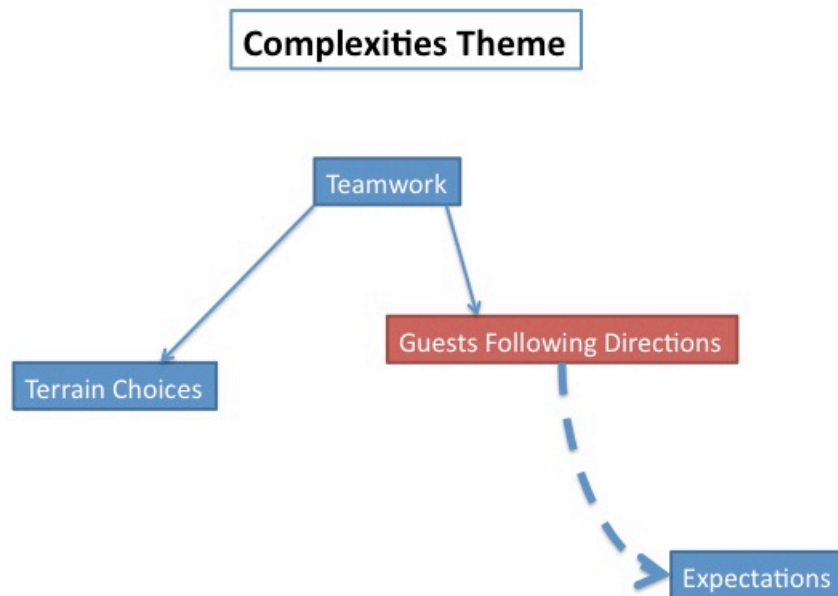 Complexities Theme
Teamwork
Guests Following Directions
Terrain Choices
Expectations